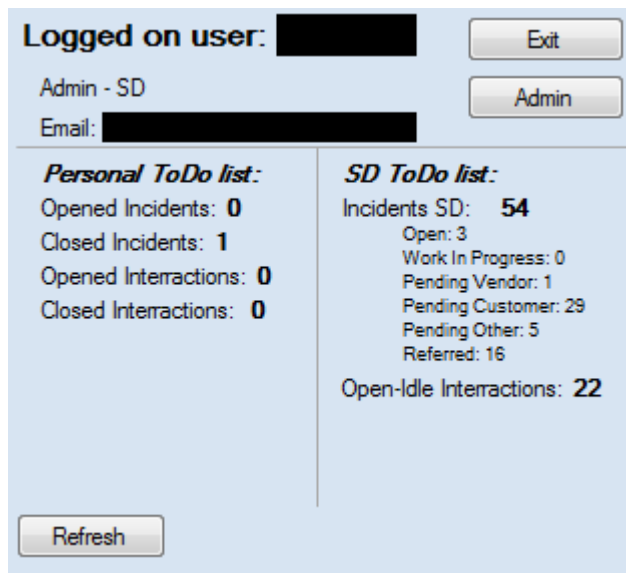 Logged on user:
Exit
Admin - SD
Admin
Email:
Personal ToDo list:
Opened Incidents: 0
Closed Incidents: 1
Opened Interractions: 0
Closed Interractions: 0
SD ToDo list:
Incidents SD: 54
Open: 3
Work In Progress: 0
Pending Vendor: 1
Pending Customer: 29
Pending Other: 5
Referred: 16
Open-Idle Interractions: 22
Refresh